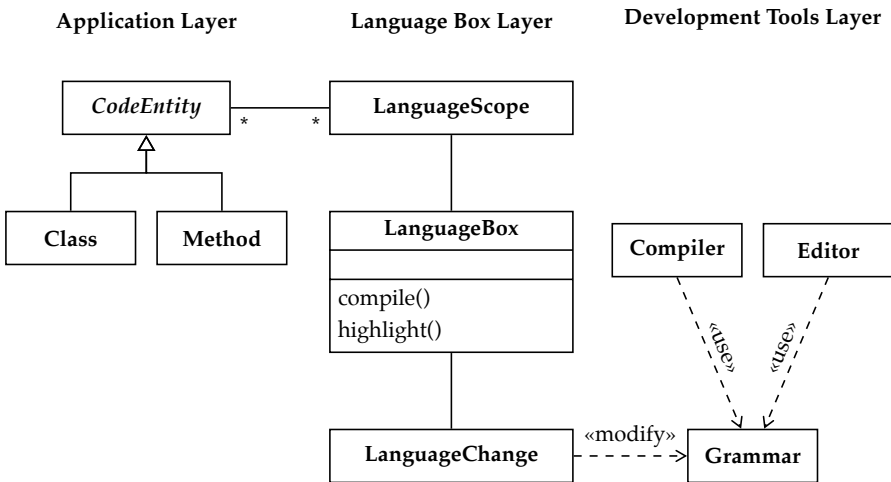 Application Layer
Language Box Layer
Development Tools Layer
CodeEntity
*
*
LanguageScope
Class
Method
LanguageBox
compile()
highlight()
Compiler
Editor
«use»
«use»
LanguageChange
«modify»
Grammar